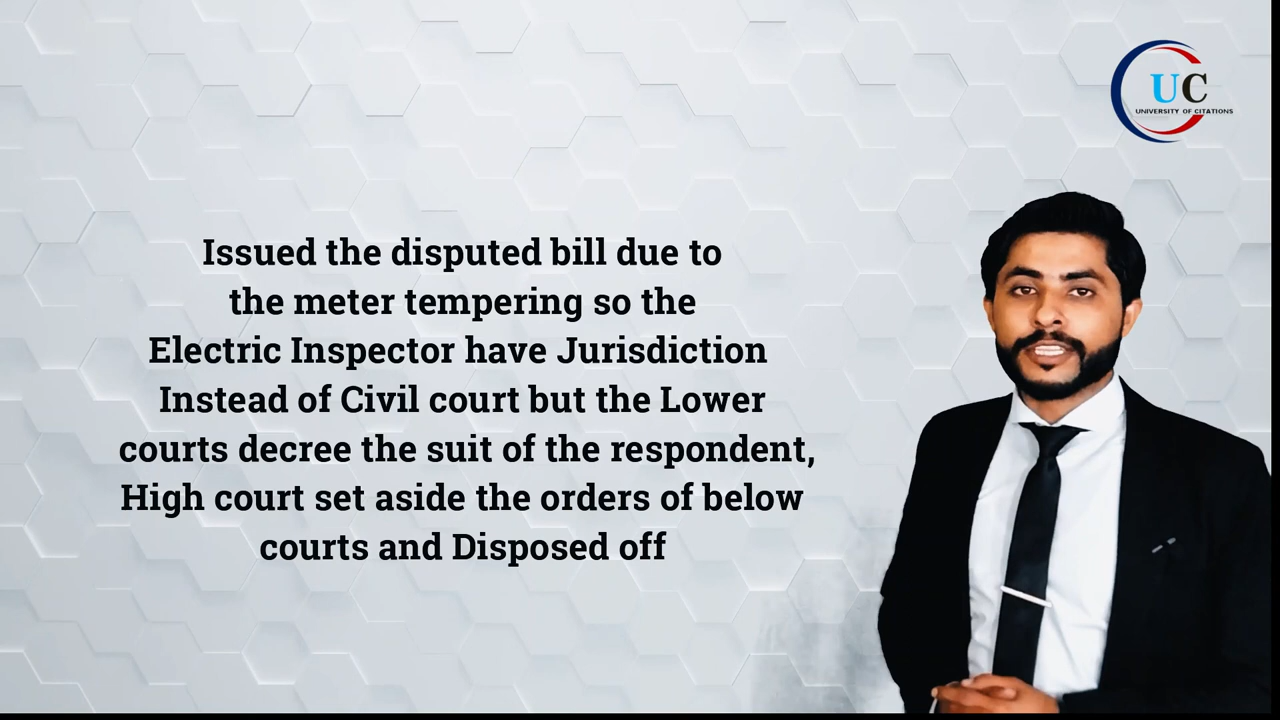 UC
UNIVERSITY OF CITATIONS
Issued the disputed bill due to
the meter tempering so the
Electric Inspector have Jurisdiction
Instead of Civil court but the Lower
courts decree the suit of the respondent,
High court set aside the orders of below
courts and Disposed off